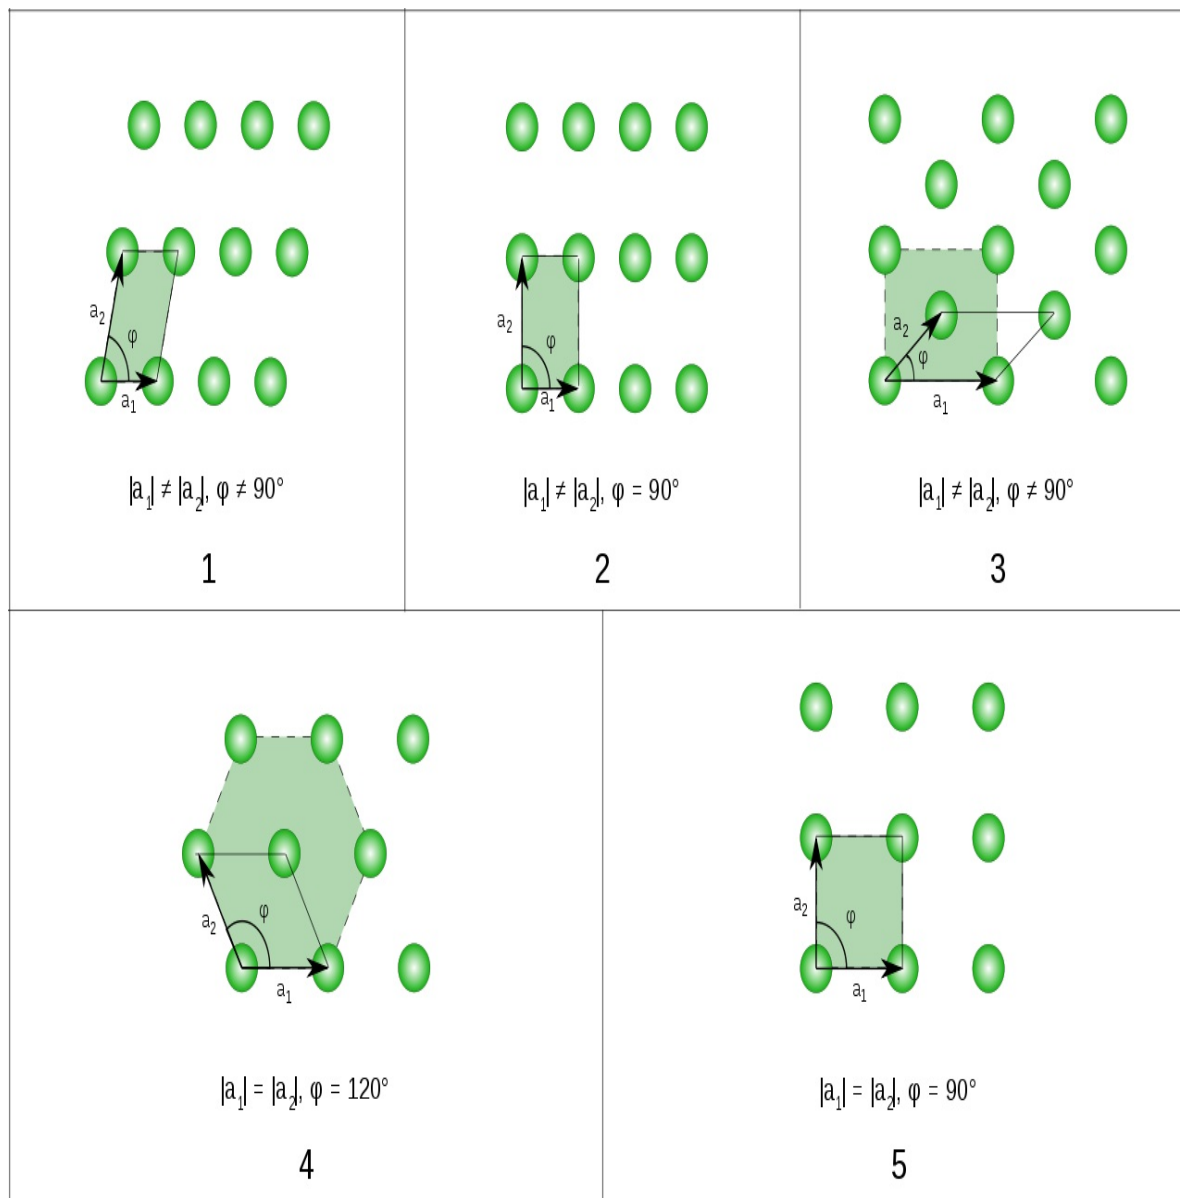 a₂
φ
a₁
|a₁| ≠ |a₂|, φ ≠ 90°
1
a₂
φ
a₁
|a₁| ≠ |a₂|, φ = 90°
2
a₂
φ
a₁
|a₁| ≠ |a₂|, φ ≠ 90°
3
a₂
φ
a₁
|a₁| = |a₂|, φ = 120°
4
a₂
φ
a₁
|a₁| = |a₂|, φ = 90°
5